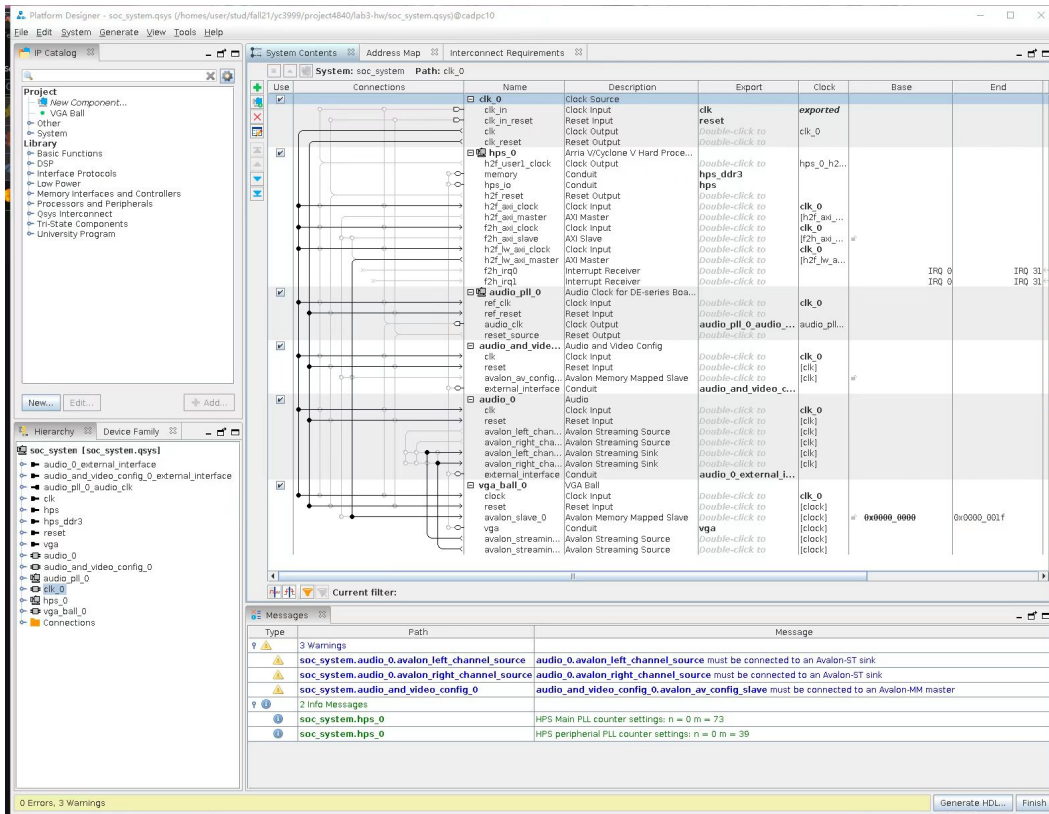 Platform Designer - soc_system.qsys (/homes/user/stud/fall21/yc3999/project4840/lab3-hw/soc_system.qsys)@cadpc10
File Edit System Generate View Tools Help
IP Catalog
Project
New Component...
VGA Ball
Other
System
Library
Basic Functions
DSP
Interface Protocols
Low Power
Memory Interfaces and Controllers
Processors and Peripherals
Qsys Interconnect
Tri-State Components
University Program
New... Edit... Add...
Hierarchy Device Family
soc_system [soc_system.qsys]
audio_0_external_interface
audio_and_video_config_0_external_interface
audio_pll_0_audio_clk
clk
hps
hps_ddr3
reset
vga
audio_0
audio_and_video_config_0
audio_pll_0
clk_0
hps_0
vga_ball_0
Connections
System Contents Address Map Interconnect Requirements
System: soc_system Path: clk_0
Use Connections Name Description Export Clock Base End
clk_0 Clock Source
clk_in Clock Input clk exported
clk_in_reset Reset Input reset
clk Clock Output Double-click to clk_0
clk_reset Reset Output Double-click to
hps_0 Arria V/Cyclone V Hard Proce...
h2f_user1_clock Clock Output Double-click to hps_0_h2...
memory Conduit hps_ddr3
hps_io Conduit hps
h2f_reset Reset Output Double-click to
h2f_axi_clock Clock Input Double-click to clk_0
h2f_axi_master AXI Master Double-click to [h2f_axi_...
f2h_axi_clock Clock Input Double-click to clk_0
f2h_axi_slave AXI Slave Double-click to [f2h_axi_...
h2f_lw_axi_clock Clock Input Double-click to clk_0
h2f_lw_axi_master AXI Master Double-click to [h2f_lw_a...
f2h_irq0 Interrupt Receiver Double-click to IRQ 0 IRQ 31
f2h_irq1 Interrupt Receiver Double-click to IRQ 0 IRQ 31
audio_pll_0 Audio Clock for DE-series Boa...
ref_clk Clock Input Double-click to clk_0
ref_reset Reset Input Double-click to
audio_clk Clock Output audio_pll_0_audio_... audio_pll...
reset_source Reset Output Double-click to
audio_and_vide... Audio and Video Config
clk Clock Input Double-click to clk_0
reset Reset Input Double-click to [clk]
avalon_av_config... Avalon Memory Mapped Slave Double-click to [clk]
external_interface Conduit audio_and_video_c...
audio_0 Audio
clk Clock Input Double-click to clk_0
reset Reset Input Double-click to [clk]
avalon_left_chan... Avalon Streaming Source Double-click to [clk]
avalon_right_cha... Avalon Streaming Source Double-click to [clk]
avalon_left_chan... Avalon Streaming Sink Double-click to [clk]
avalon_right_cha... Avalon Streaming Sink Double-click to [clk]
external_interface Conduit audio_0_external_i...
vga_ball_0 VGA Ball
clock Clock Input Double-click to clk_0
reset Reset Input Double-click to [clock]
avalon_slave_0 Avalon Memory Mapped Slave Double-click to [clock] 0x0000_0000 0x0000_001f
vga Conduit vga [clock]
avalon_streamin... Avalon Streaming Source Double-click to [clock]
avalon_streamin... Avalon Streaming Source Double-click to [clock]
Current filter:
Messages
Type Path Message
3 Warnings
soc_system.audio_0.avalon_left_channel_source audio_0.avalon_left_channel_source must be connected to an Avalon-ST sink
soc_system.audio_0.avalon_right_channel_source audio_0.avalon_right_channel_source must be connected to an Avalon-ST sink
soc_system.audio_and_video_config_0 audio_and_video_config_0.avalon_av_config_slave must be connected to an Avalon-MM master
2 Info Messages
soc_system.hps_0 HPS Main PLL counter settings: n = 0 m = 73
soc_system.hps_0 HPS peripherial PLL counter settings: n = 0 m = 39
0 Errors, 3 Warnings
Generate HDL... Finish